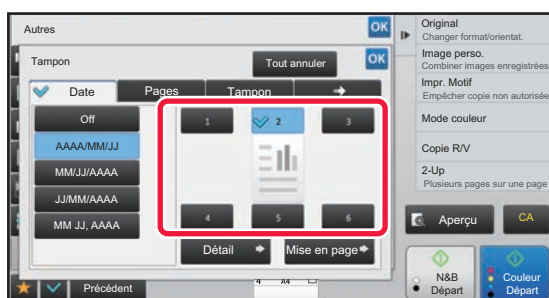 Autres
OK
Tampon
Tout annuler
OK
Date
Pages
Tampon
Off
AAAA/MM/JJ
MM/JJ/AAAA
JJ/MM/AAAA
MM JJ, AAAA
1
2
3
4
5
6
Détail
Mise en page
Précédent
4 A4
Original
Changer format/orientat.
Image perso.
Combiner images enregistrées
Impr. Motif
Empêcher copie non autorisée
Mode couleur
Copie R/V
2-Up
Plusieurs pages sur une page
Aperçu
CA
N&B
Départ
Couleur
Départ